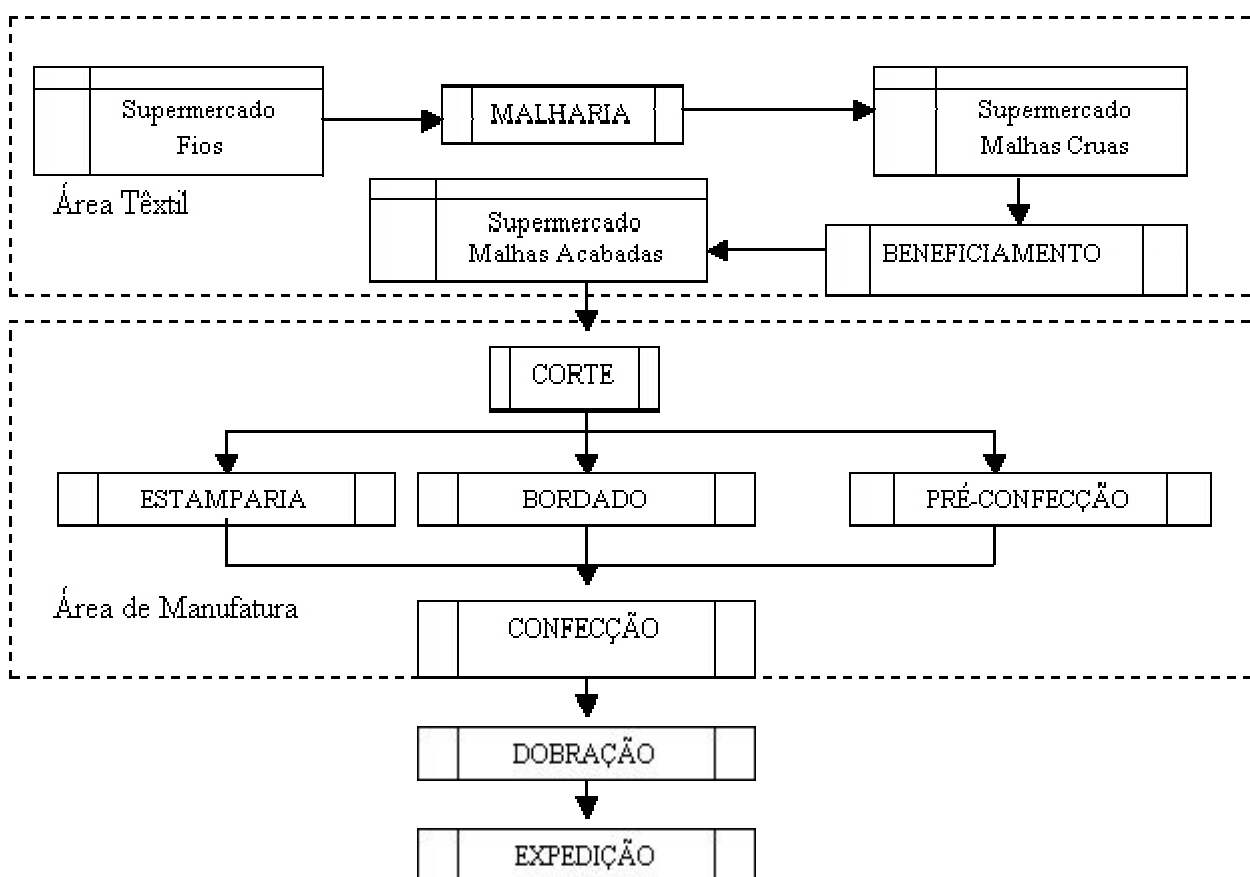 Supermercado
Fios
MALHARIA
Supermercado
Malhas Cruas
Área Têxtil
Supermercado
Malhas Acabadas
BENEFICIAMENTO
CORTE
ESTAMPARIA
BORDADO
PRÉ-CONFECÇÃO
Área de Manufatura
CONFECÇÃO
DOBRAÇÃO
EXPEDIÇÃO